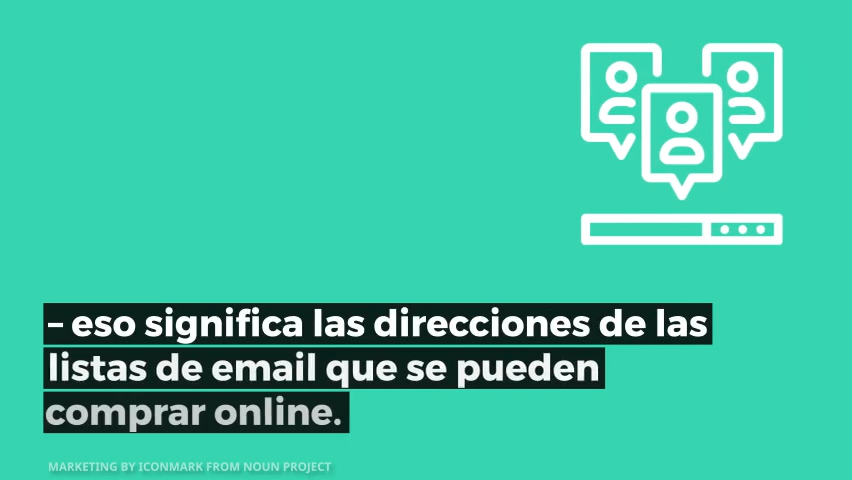 – eso significa las direcciones de las
listas de email que se pueden
comprar online.
MARKETING BY ICONMARK FROM NOUN PROJECT